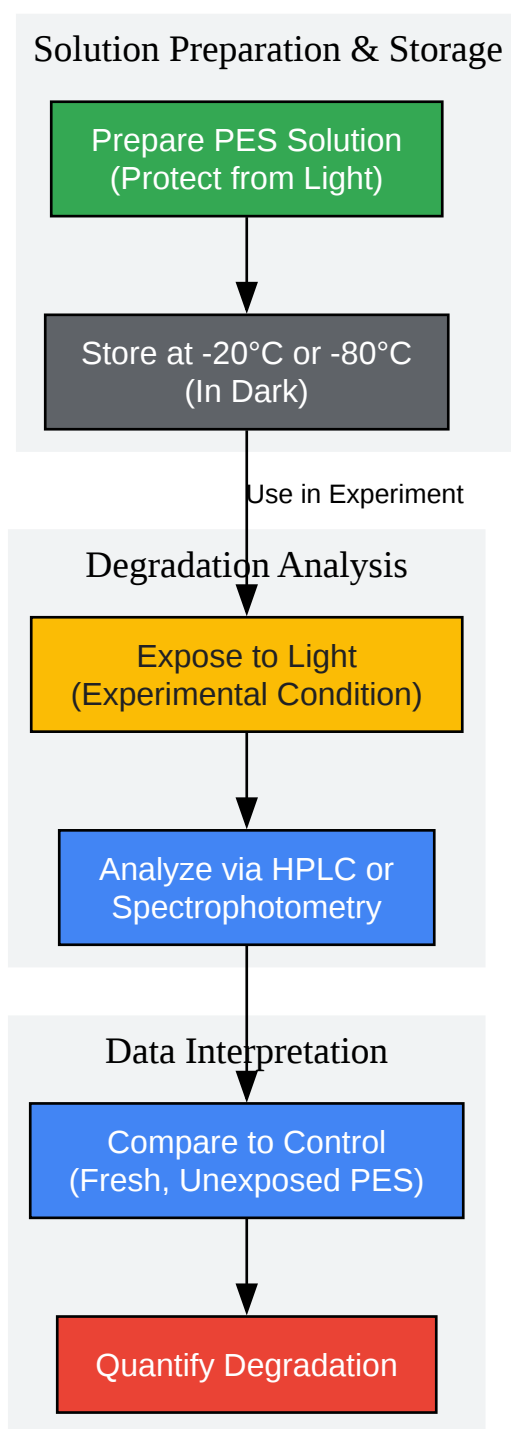 Solution Preparation & Storage
Prepare PES Solution
(Protect from Light)
Store at -20°C or -80°C
(In Dark)
Use in Experiment
Degradation Analysis
Expose to Light
(Experimental Condition)
Analyze via HPLC or
Spectrophotometry
Data Interpretation
Compare to Control
(Fresh, Unexposed PES)
Quantify Degradation